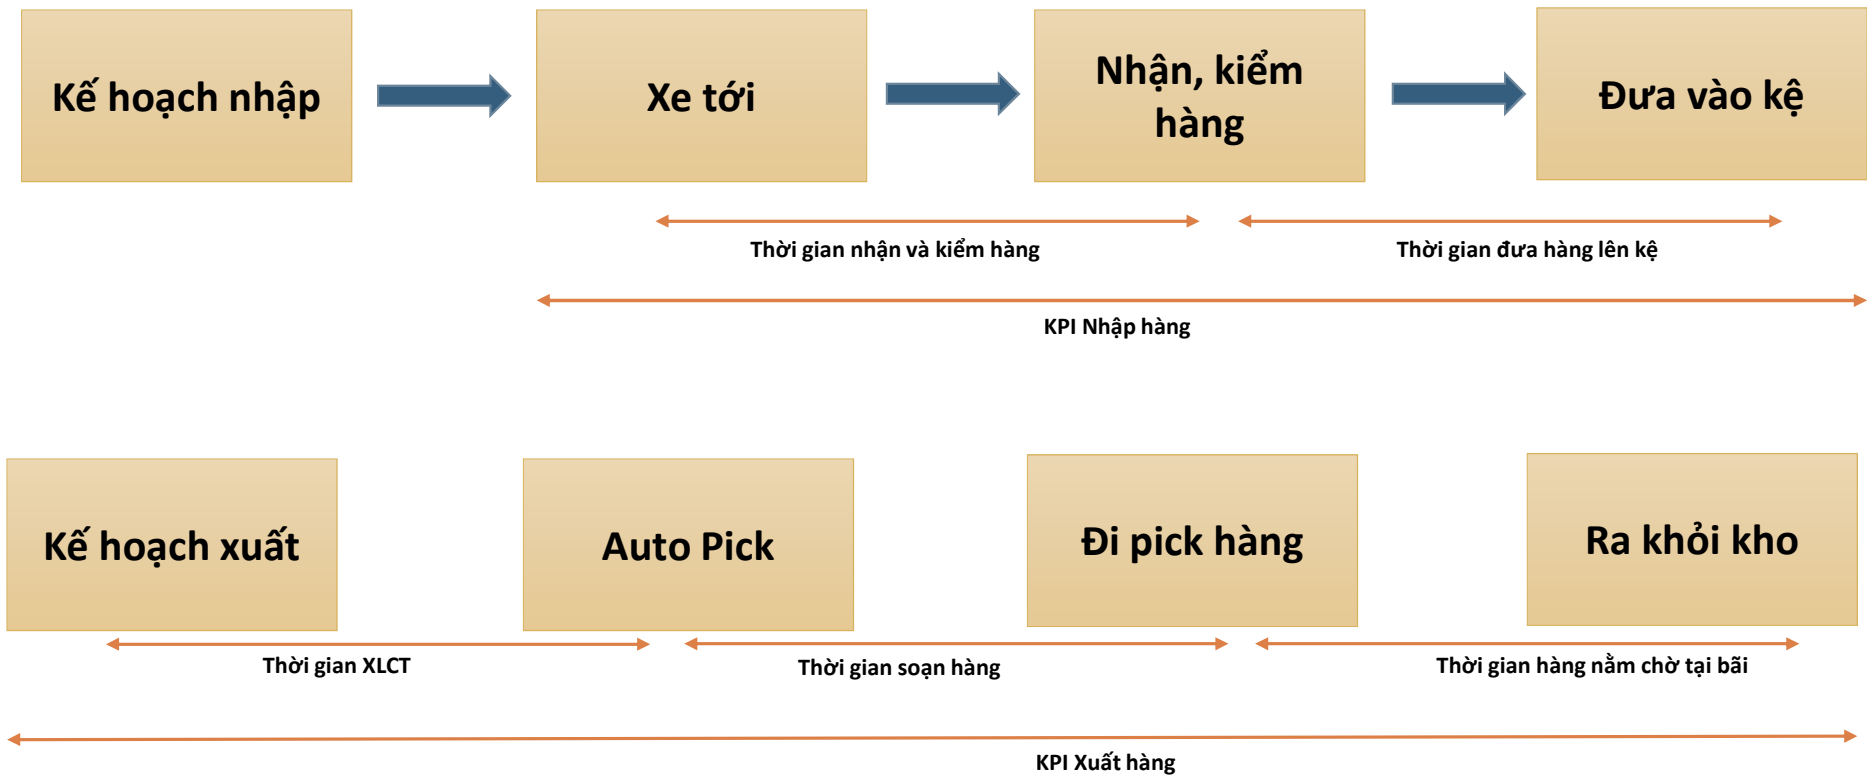 Kế hoạch nhập
Xe tới
Nhận, kiểm
hàng
Đưa vào kệ
Thời gian nhận và kiểm hàng
Thời gian đưa hàng lên kệ
KPI Nhập hàng
Kế hoạch xuất
Auto Pick
Đi pick hàng
Ra khỏi kho
Thời gian XLCT
Thời gian soạn hàng
Thời gian hàng nằm chờ tại bãi
KPI Xuất hàng